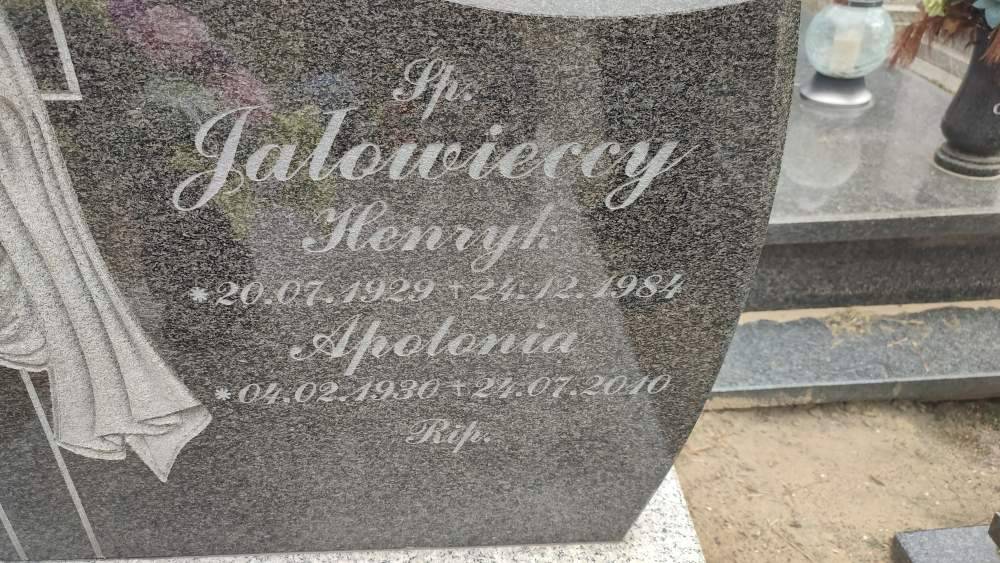 Śp.
Jałowieccy
Henryk
*20.07.1929 +24.12.1984
Apolonia
*04.02.1930 +24.07.2010
Rip.